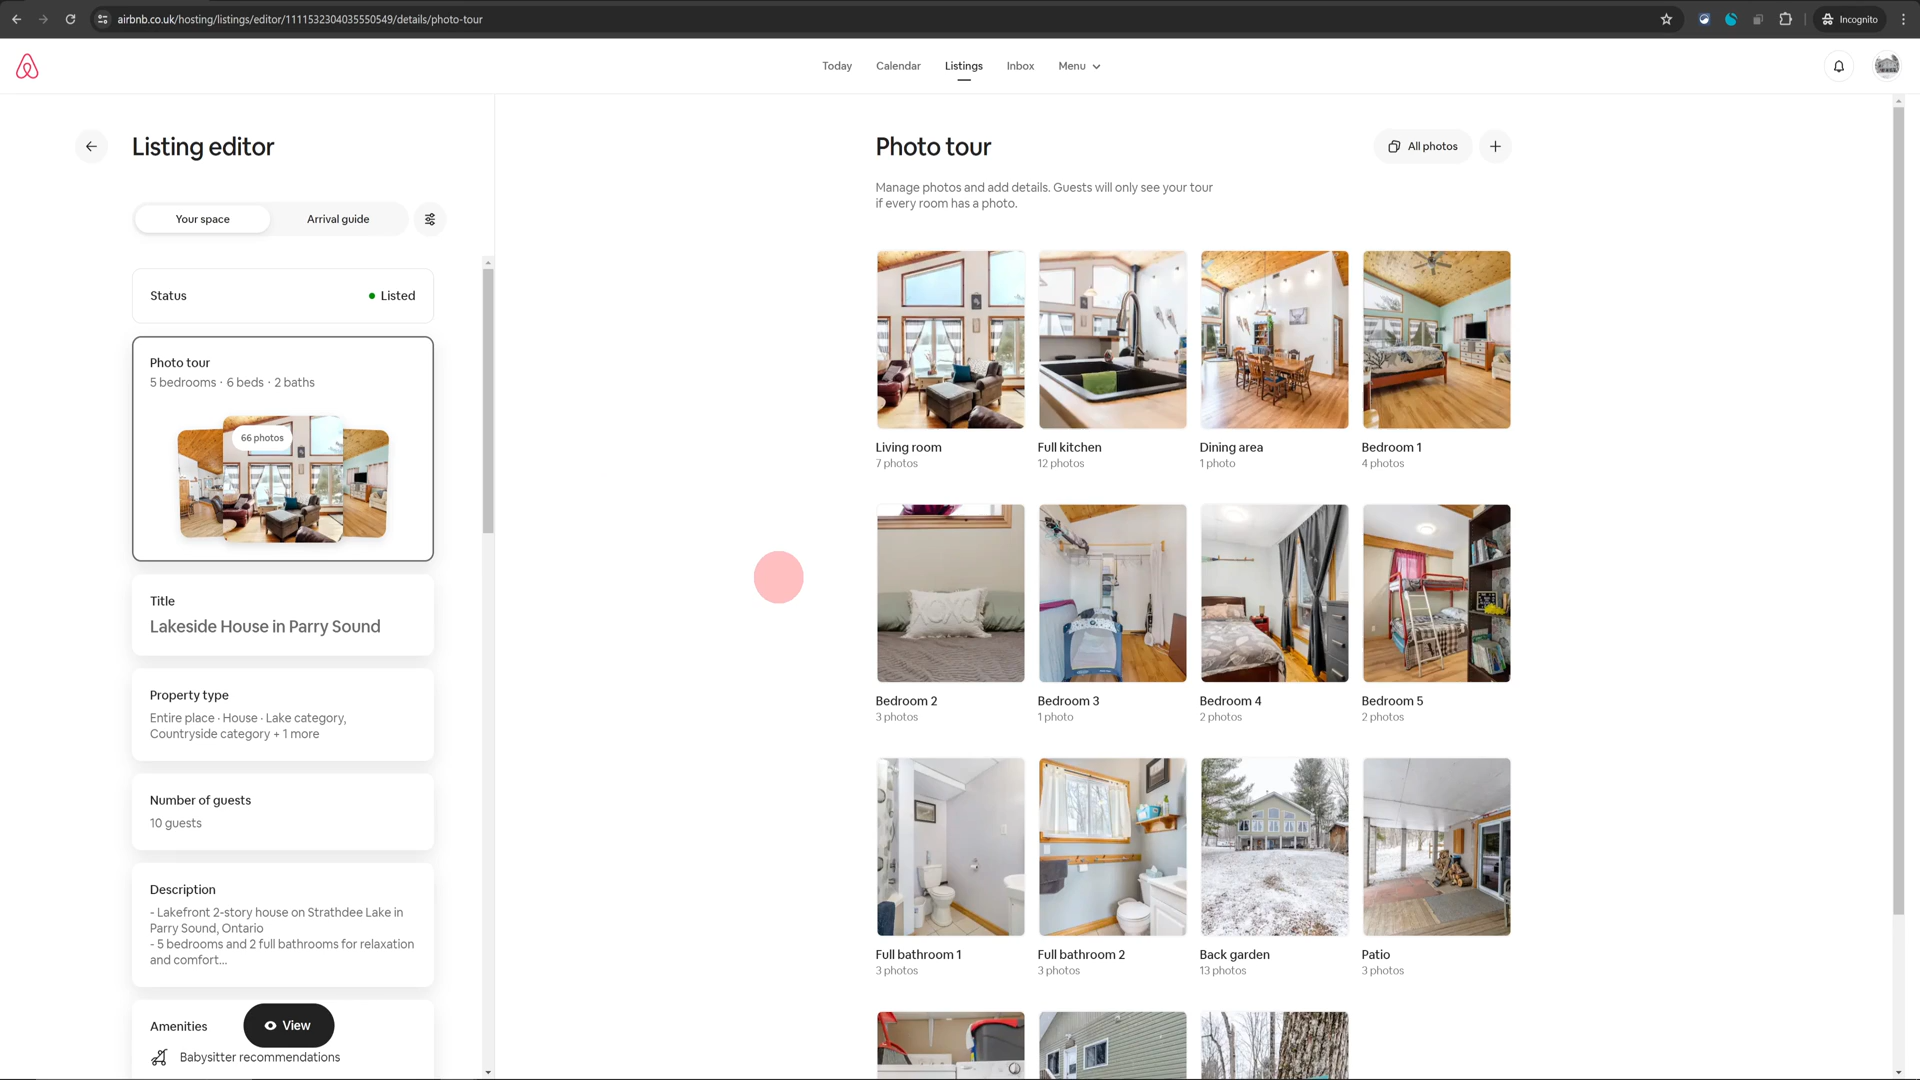 airbnb.co.uk/hosting/listings/editor/1111532304035550549/details/photo-tour
Incognito
Today
Calendar
Listings
Inbox
Menu
Listing editor
Your space
Arrival guide
Status
Listed
Photo tour
5 bedrooms · 6 beds · 2 baths
66 photos
Title
Lakeside House in Parry Sound
Property type
Entire place · House · Lake category,
Countryside category + 1 more
Number of guests
10 guests
Description
- Lakefront 2-story house on Strathdee Lake in
Parry Sound, Ontario
- 5 bedrooms and 2 full bathrooms for relaxation
and comfort...
Amenities
View
Babysitter recommendations
Photo tour
All photos
Manage photos and add details. Guests will only see your tour
if every room has a photo.
Living room
7 photos
Full kitchen
12 photos
Dining area
1 photo
Bedroom 1
4 photos
Bedroom 2
3 photos
Bedroom 3
1 photo
Bedroom 4
2 photos
Bedroom 5
2 photos
Full bathroom 1
3 photos
Full bathroom 2
3 photos
Back garden
13 photos
Patio
3 photos